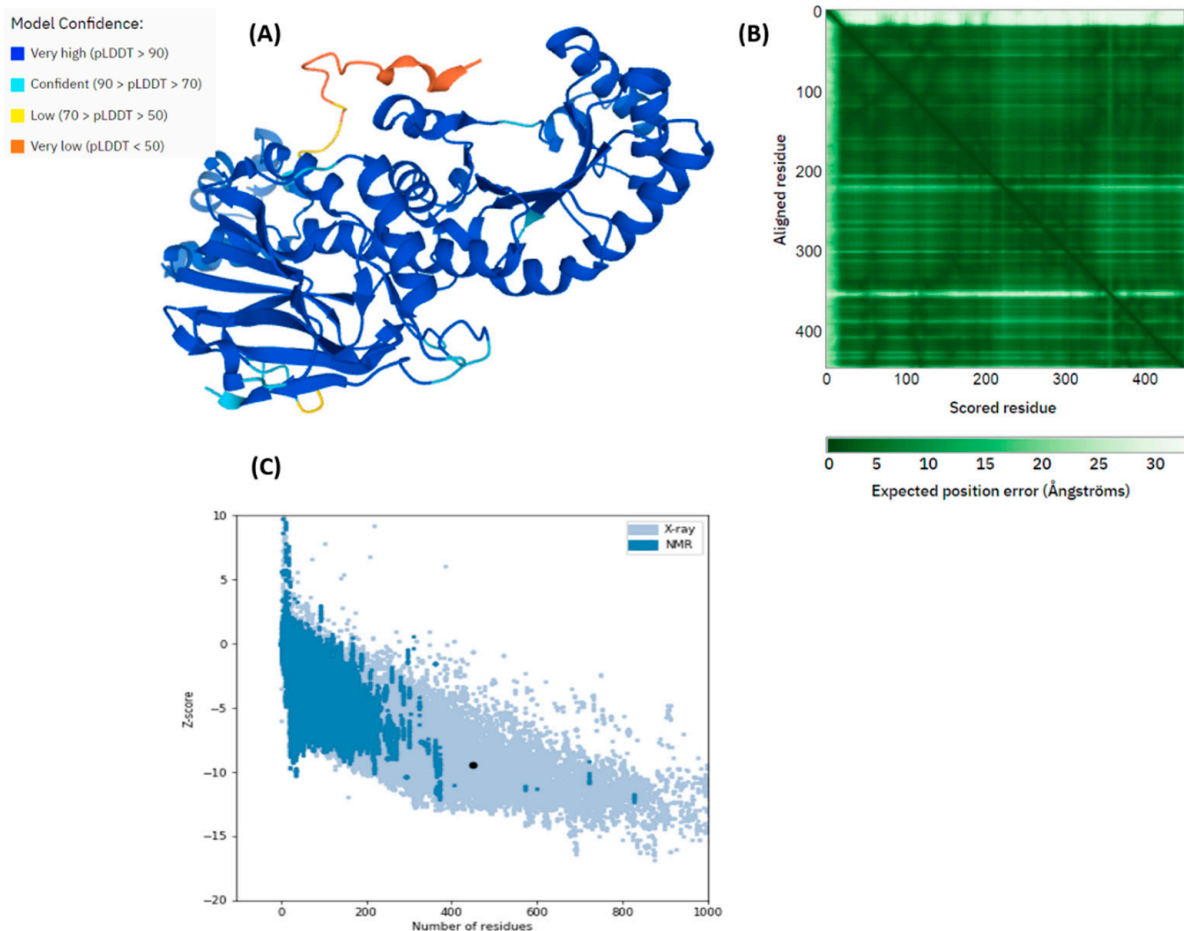 Model Confidence:
Very high (pLDDT > 90)
Confident (90 > pLDDT > 70)
Low (70 > pLDDT > 50)
Very low (pLDDT < 50)
(A)
(B)
0
100
200
300
400
Aligned residue
0
100
200
300
400
Scored residue
0
5
10
15
20
25
30
Expected position error (Ångströms)
(C)
10
5
0
−5
−10
−15
−20
Z-score
X-ray
NMR
0
200
400
600
800
1000
Number of residues